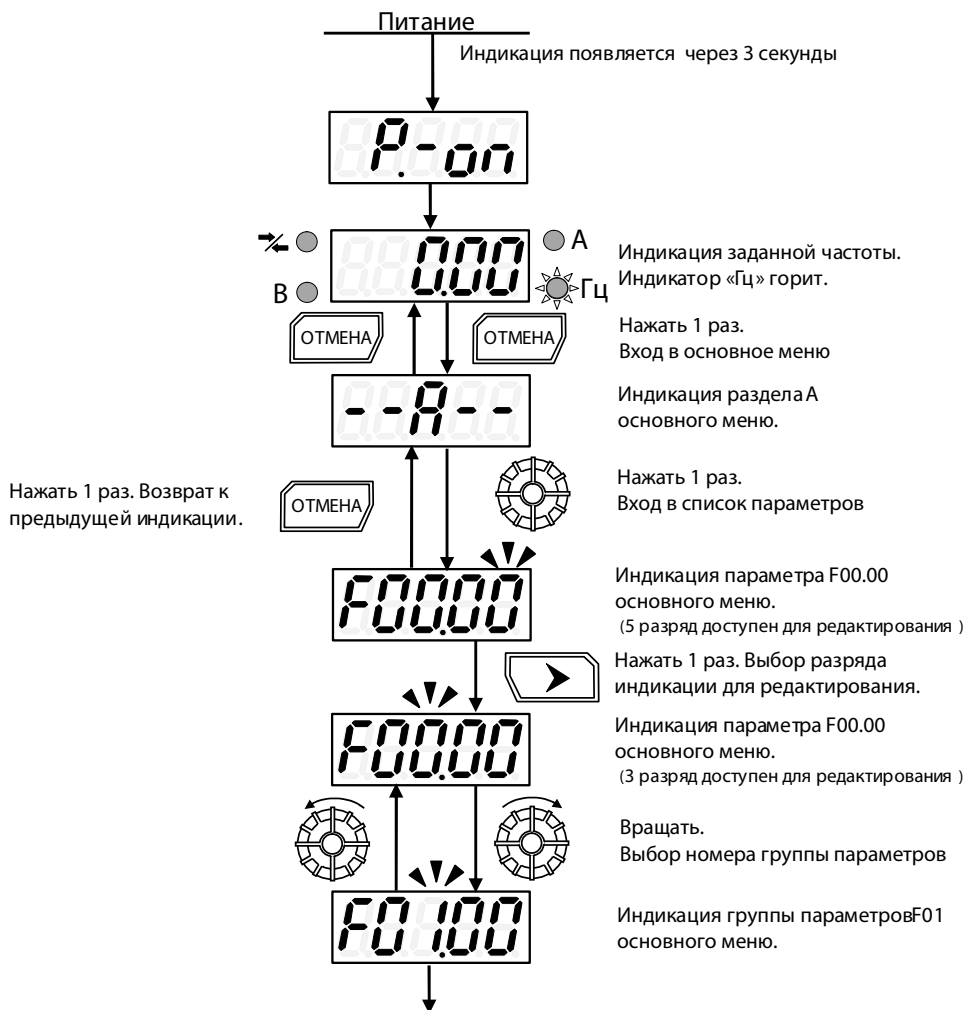 Питание
Индикация появляется через 3 секунды
P.-on
0.00
A
B
Гц
Индикация заданной частоты.
Индикатор «Гц» горит.
ОТМЕНА
ОТМЕНА
Нажать 1 раз.
Вход в основное меню
--A--
Индикация раздела А
основного меню.
Нажать 1 раз. Возврат к
предыдущей индикации.
ОТМЕНА
Нажать 1 раз.
Вход в список параметров
F00.00
Индикация параметра F00.00
основного меню.
(5 разряд доступен для редактирования )
Нажать 1 раз. Выбор разряда
индикации для редактирования.
F00.00
Индикация параметра F00.00
основного меню.
(3 разряд доступен для редактирования )
Вращать.
Выбор номера группы параметров
F01.00
Индикация группы параметровF01
основного меню.